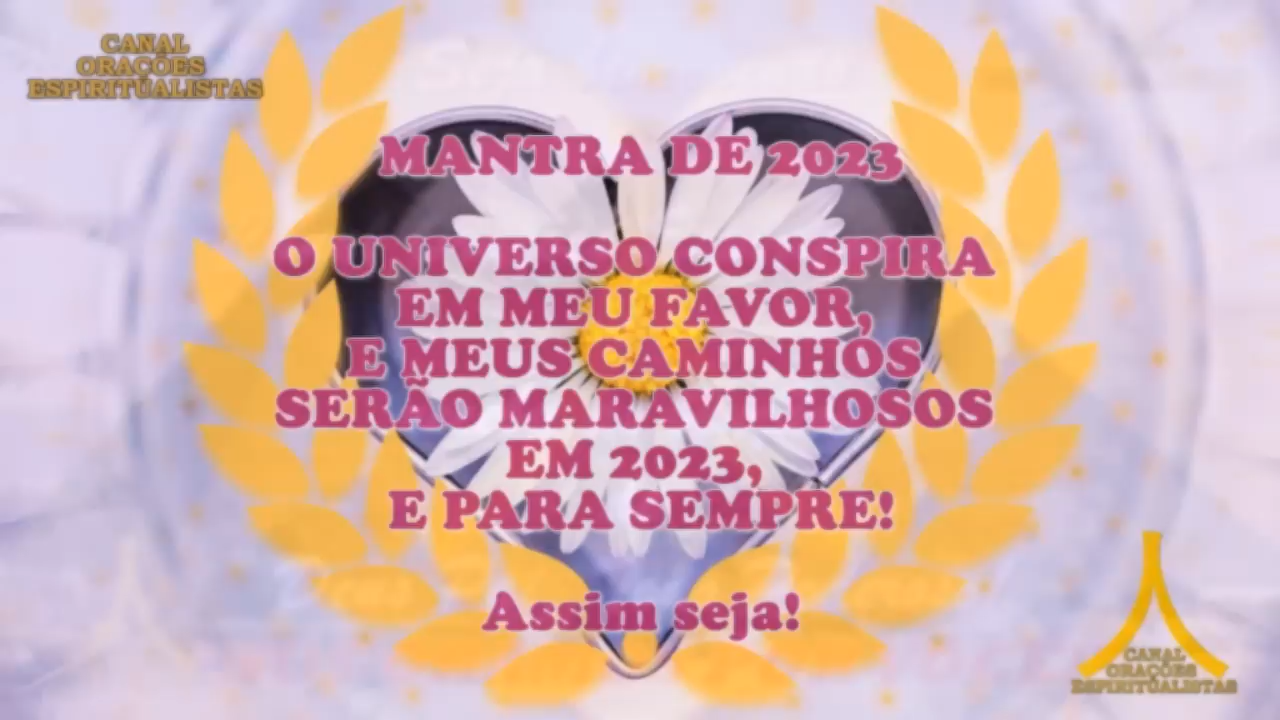 CANAL
ORAÇÕES
ESPIRITUALISTAS
MANTRA DE 2023
O UNIVERSO CONSPIRA
EM MEU FAVOR,
E MEUS CAMINHOS
SERÃO MARAVILHOSOS
EM 2023,
E PARA SEMPRE!
Assim seja!
CANAL
ORAÇÕES
ESPIRITUALISTAS